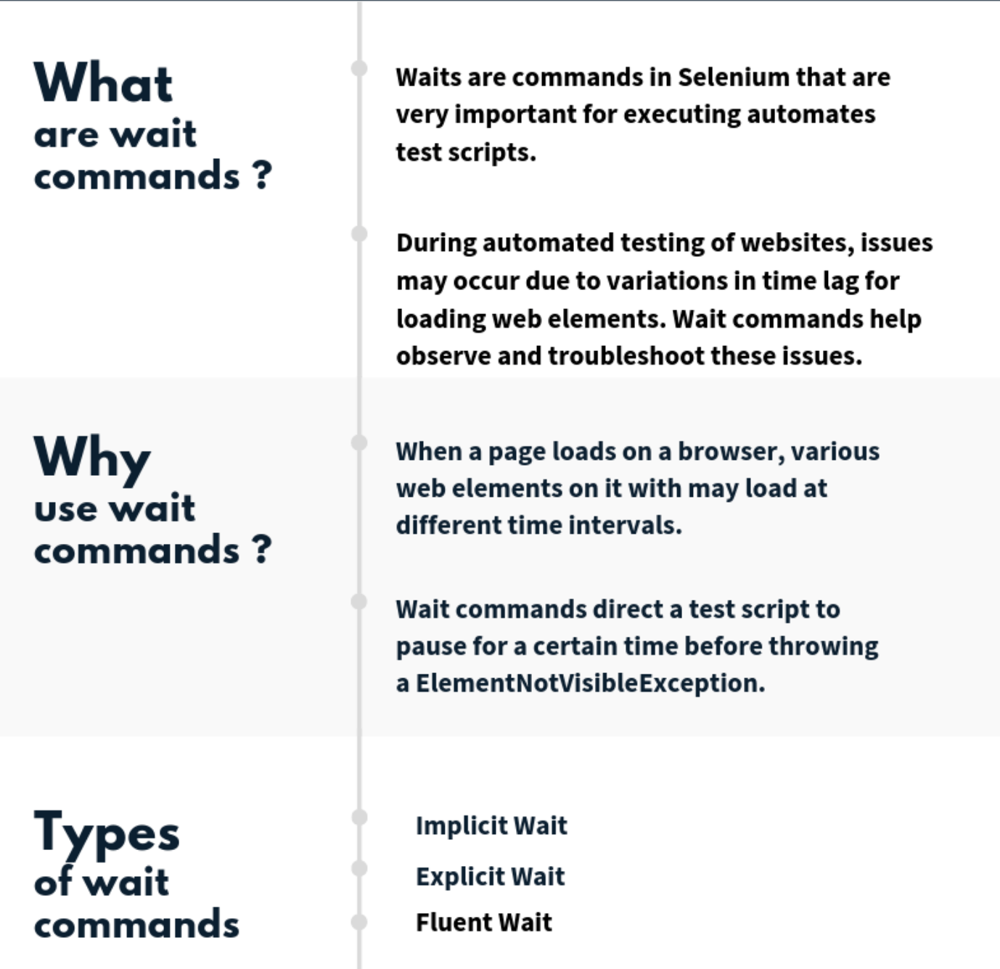 What
are wait
commands ?
Waits are commands in Selenium that are
very important for executing automates
test scripts.
During automated testing of websites, issues
may occur due to variations in time lag for
loading web elements. Wait commands help
observe and troubleshoot these issues.
Why
use wait
commands ?
When a page loads on a browser, various
web elements on it with may load at
different time intervals.
Wait commands direct a test script to
pause for a certain time before throwing
a ElementNotVisibleException.
Types
of wait
commands
Implicit Wait
Explicit Wait
Fluent Wait